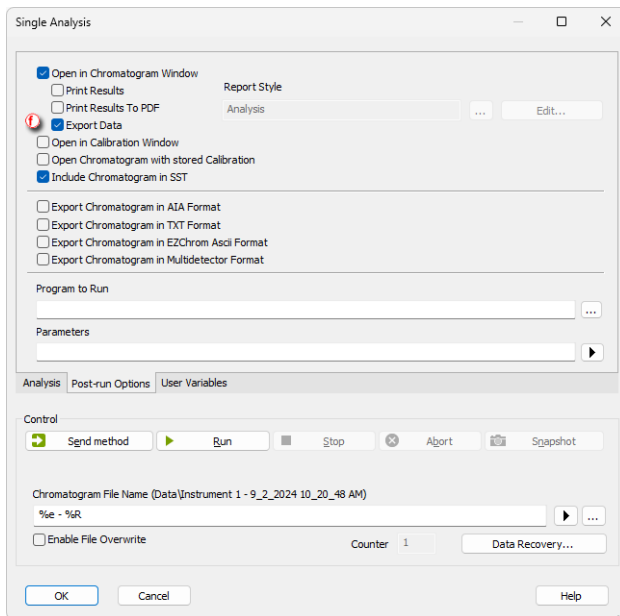 Single Analysis
Open in Chromatogram Window
Print Results
Report Style
Print Results To PDF
Analysis
...
Edit...
f
Export Data
Open in Calibration Window
Open Chromatogram with stored Calibration
Include Chromatogram in SST
Export Chromatogram in AIA Format
Export Chromatogram in TXT Format
Export Chromatogram in EZChrom Ascii Format
Export Chromatogram in Multidetector Format
Program to Run
...
Parameters
Analysis Post-run Options User Variables
Control
Send method Run Stop Abort Snapshot
Chromatogram File Name (Data\Instrument 1 - 9_2_2024 10_20_48 AM)
%e - %R
...
Enable File Overwrite
Counter 1
Data Recovery...
OK Cancel Help